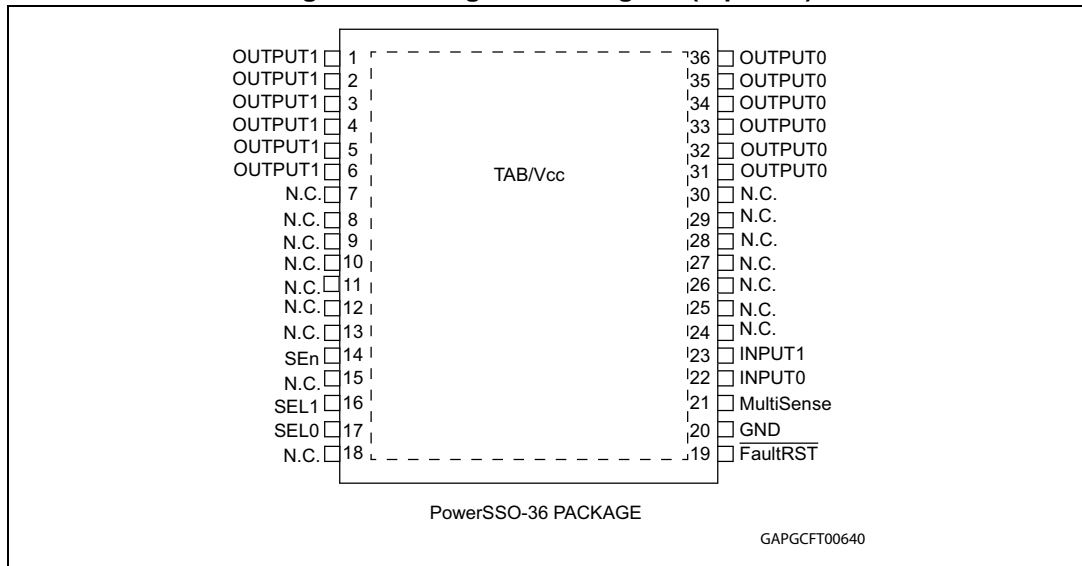 OUTPUT1 1 36 OUTPUT0
OUTPUT1 2 35 OUTPUT0
OUTPUT1 3 34 OUTPUT0
OUTPUT1 4 33 OUTPUT0
OUTPUT1 5 32 OUTPUT0
OUTPUT1 6 TAB/Vcc 31 OUTPUT0
N.C. 7 30 N.C.
N.C. 8 29 N.C.
N.C. 9 28 N.C.
N.C. 10 27 N.C.
N.C. 11 26 N.C.
N.C. 12 25 N.C.
N.C. 13 24 N.C.
SEn 14 23 INPUT1
N.C. 15 22 INPUT0
SEL1 16 21 MultiSense
SEL0 17 20 GND
N.C. 18 19 FaultRST
PowerSSO-36 PACKAGE
GAPGCFT00640